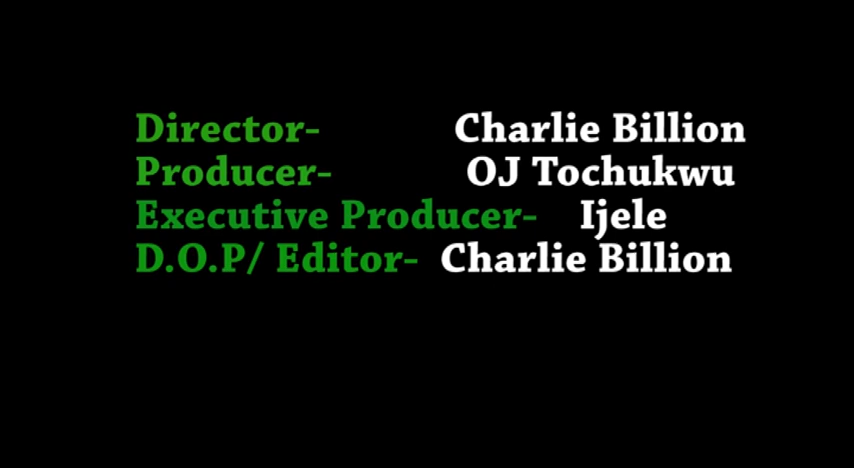 Director- Charlie Billion
Producer- OJ Tochukwu
Executive Producer- Ijele
D.O.P/ Editor- Charlie Billion